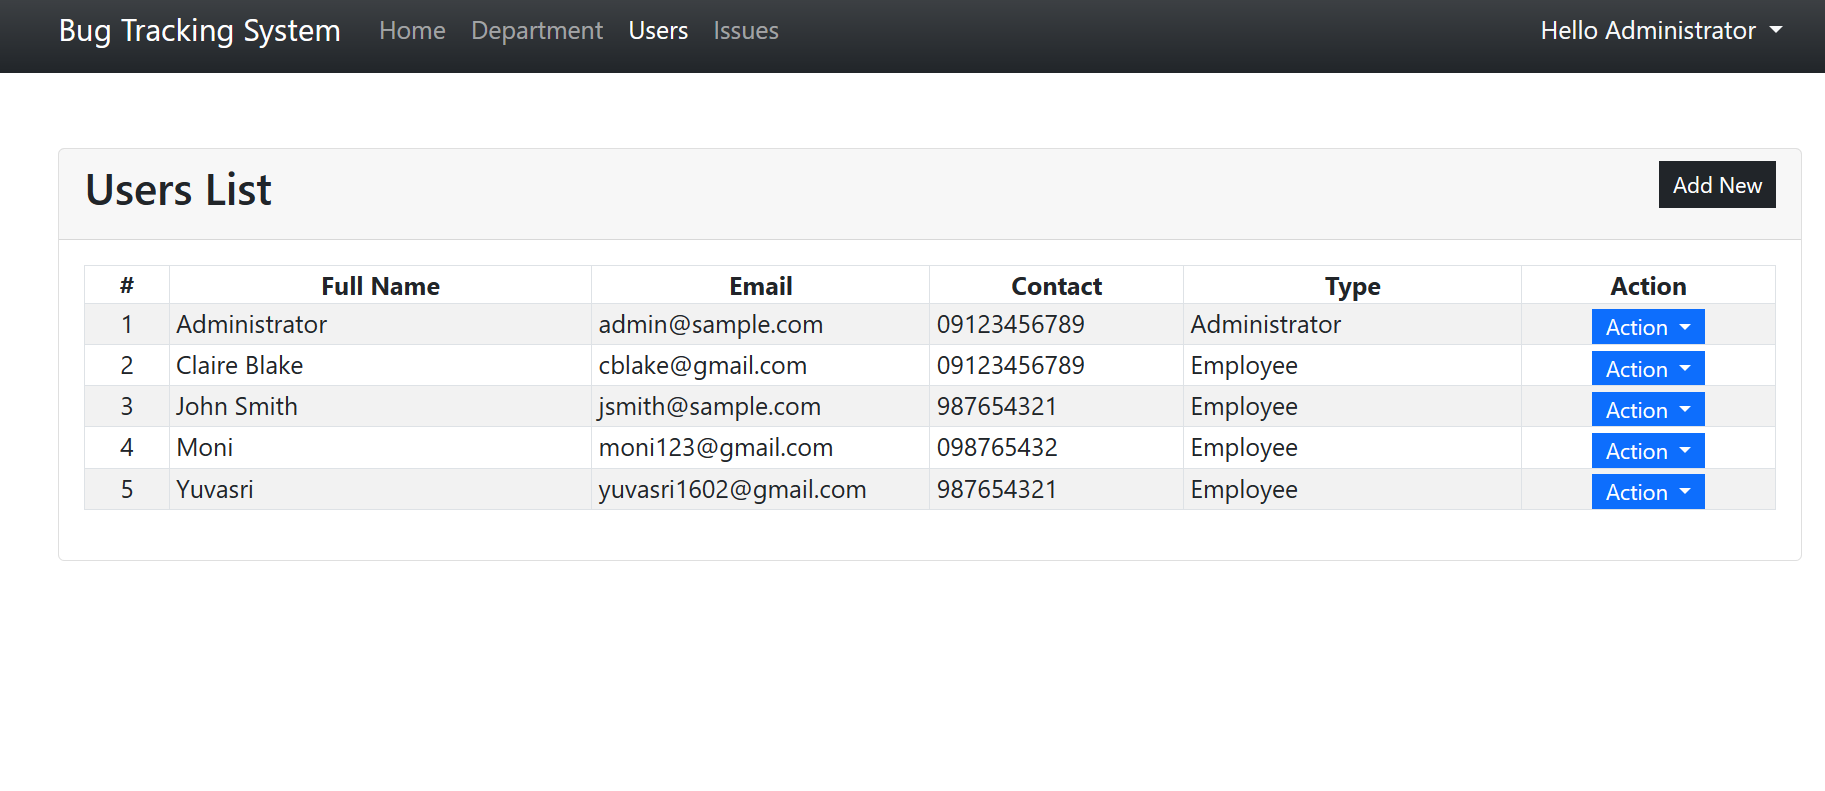 Bug Tracking System Home Department Users Issues Hello Administrator
Users List Add New
# Full Name Email Contact Type Action
1 Administrator admin@sample.com 09123456789 Administrator Action
2 Claire Blake cblake@gmail.com 09123456789 Employee Action
3 John Smith jsmith@sample.com 987654321 Employee Action
4 Moni moni123@gmail.com 098765432 Employee Action
5 Yuvasri yuvasri1602@gmail.com 987654321 Employee Action